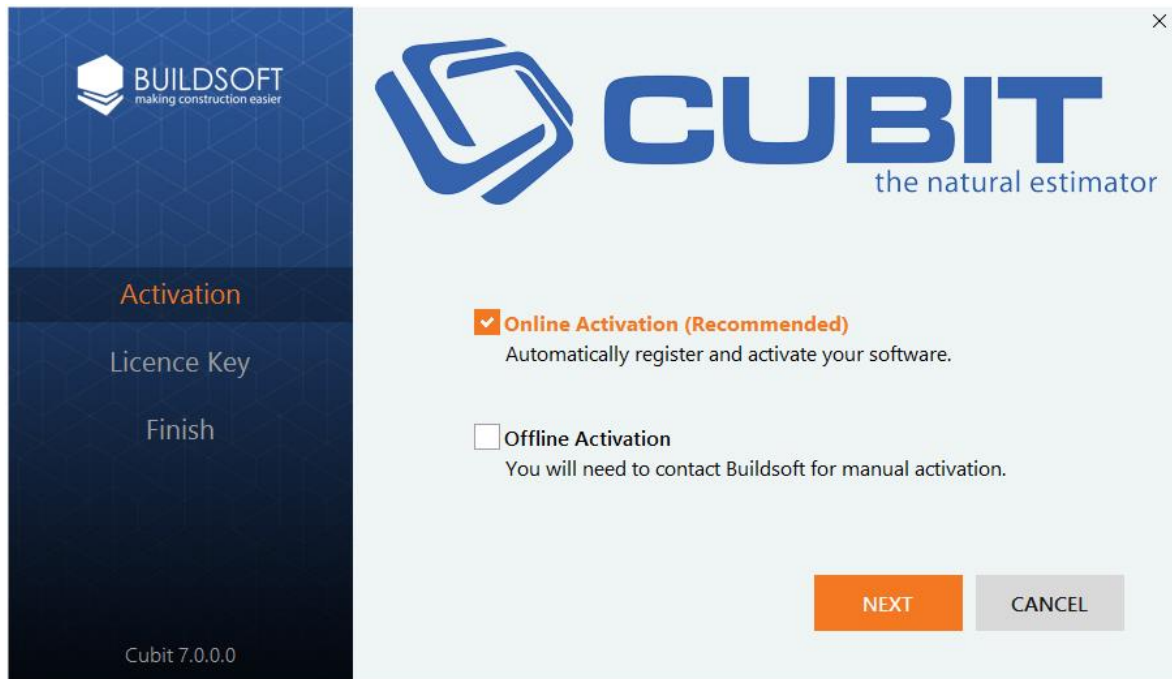 BUILDSOFT
making construction easier
Activation
Licence Key
Finish
Cubit 7.0.0.0
CUBIT
the natural estimator
Online Activation (Recommended)
Automatically register and activate your software.
Offline Activation
You will need to contact Buildsoft for manual activation.
NEXT
CANCEL